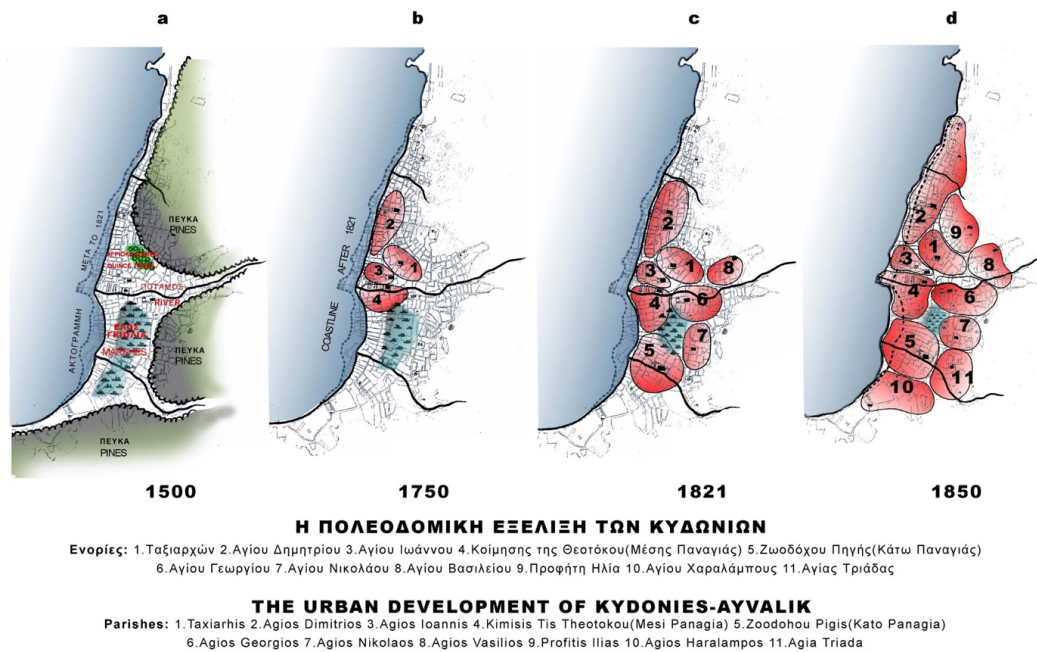 a b c d
ΜΕΤΑ ΤΟ 1821
ΑΚΤΟΓΡΑΜΜΗ
ΠΕΥΚΑ
PINES
ΠΟΤΑΜΟΣ
RIVER
ΕΛΟΣ
MARSHES
ΠΕΥΚΑ
PINES
ΠΕΥΚΑ
PINES
AFTER 1821
COASTLINE
2
1
3
4
2
3 1 8
4 6
7
5
2 9
1
3 8
4 6
7
5
10 11
1500 1750 1821 1850
Η ΠΟΛΕΟΔΟΜΙΚΗ ΕΞΕΛΙΞΗ ΤΩΝ ΚΥΔΩΝΙΩΝ
Ενορίες: 1.Ταξιαρχών 2.Αγίου Δημητρίου 3.Αγίου Ιωάννου 4.Κοίμησης της Θεοτόκου(Μέσης Παναγιάς) 5.Ζωοδόχου Πηγής(Κάτω Παναγιάς)
6.Αγίου Γεωργίου 7.Αγίου Νικολάου 8.Αγίου Βασιλείου 9.Προφήτη Ηλία 10.Αγίου Χαραλάμπους 11.Αγίας Τριάδας
THE URBAN DEVELOPMENT OF KYDONIES-AYVALIK
Parishes: 1.Taxiarhis 2.Agios Dimitrios 3.Agios Ioannis 4.Kimisis Tis Theotokou(Mesi Panagia) 5.Zoodohou Pigis(Kato Panagia)
6.Agios Georgios 7.Agios Nikolaos 8.Agios Vasilios 9.Profitis Ilias 10.Agios Haralampos 11.Agia Triada